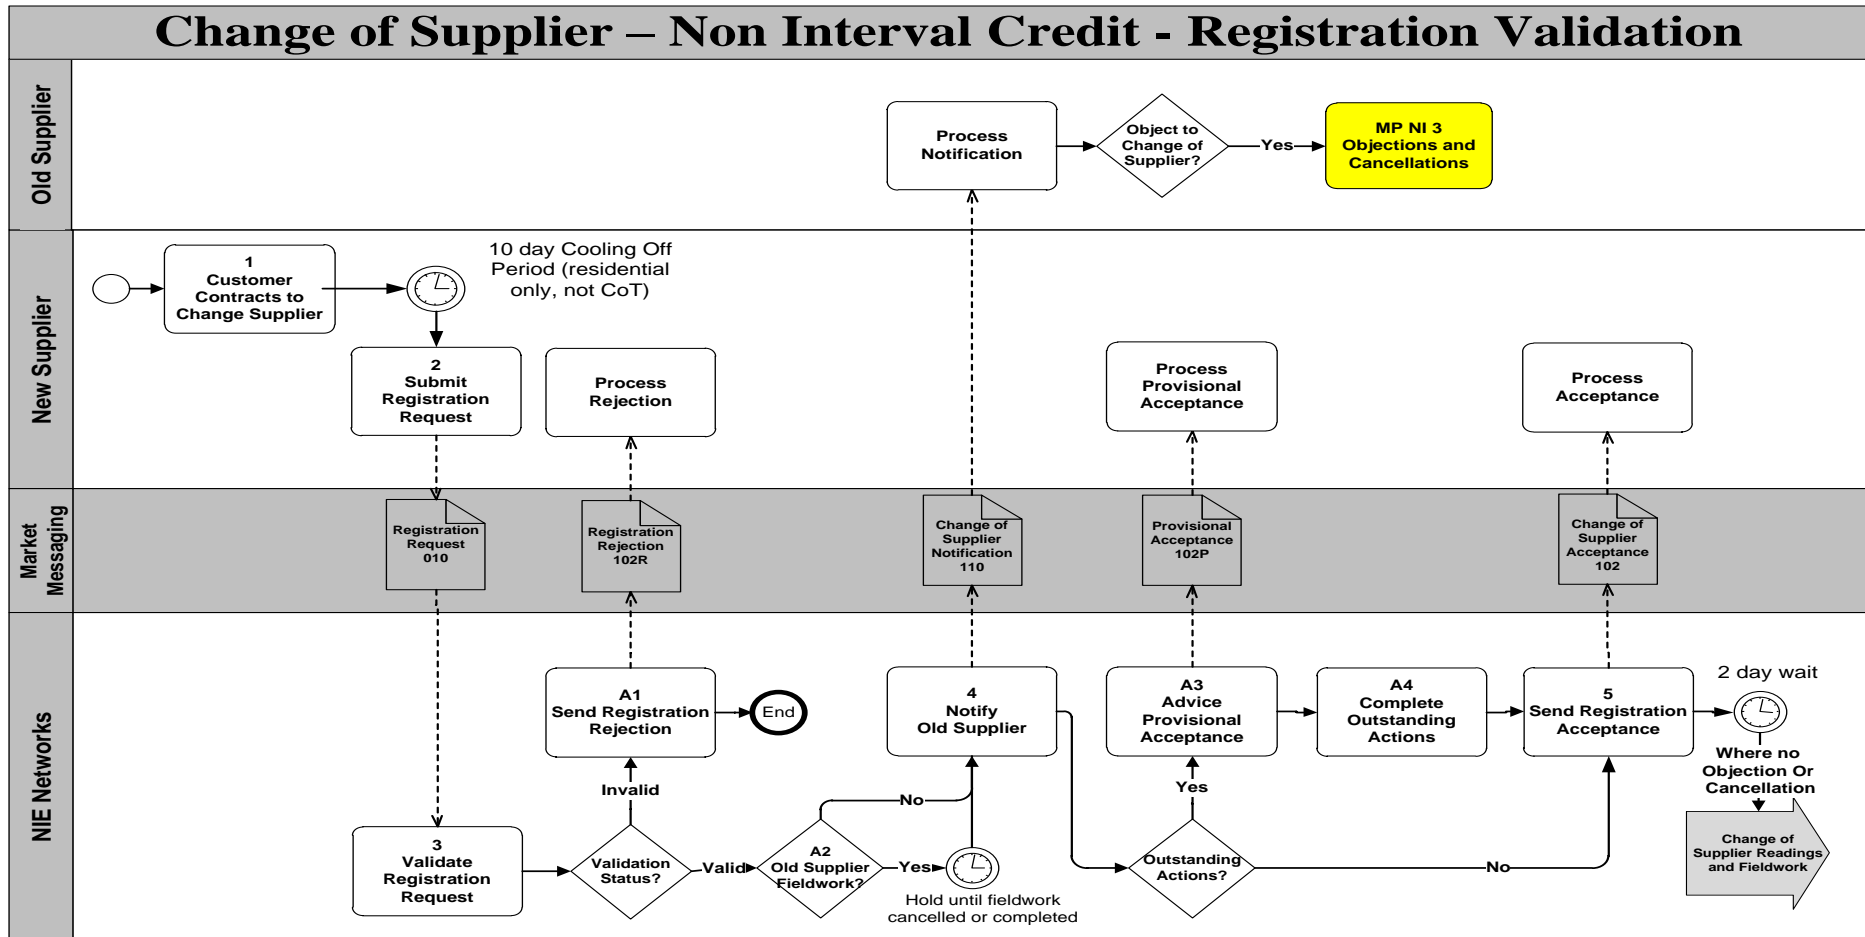 Change of Supplier – Non Interval Credit - Registration Validation
Old Supplier
Process
Notification
Object to
Change of
Supplier?
Yes
MP NI 3
Objections and
Cancellations
New Supplier
1
Customer
Contracts to
Change Supplier
10 day Cooling Off
Period (residential
only, not CoT)
2
Submit
Registration
Request
Process
Rejection
Process
Provisional
Acceptance
Process
Acceptance
Market
Messaging
Registration
Request
010
Registration
Rejection
102R
Change of
Supplier
Notification
110
Provisional
Acceptance
102P
Change of
Supplier
Acceptance
102
NIE Networks
A1
Send Registration
Rejection
End
4
Notify
Old Supplier
A3
Advice
Provisional
Acceptance
A4
Complete
Outstanding
Actions
5
Send Registration
Acceptance
2 day wait
Where no
Objection Or
Cancellation
Invalid
No
Yes
3
Validate
Registration
Request
Validation
Status?
Valid
A2
Old Supplier
Fieldwork?
Yes
Hold until fieldwork
cancelled or completed
Outstanding
Actions?
No
Change of
Supplier Readings
and Fieldwork